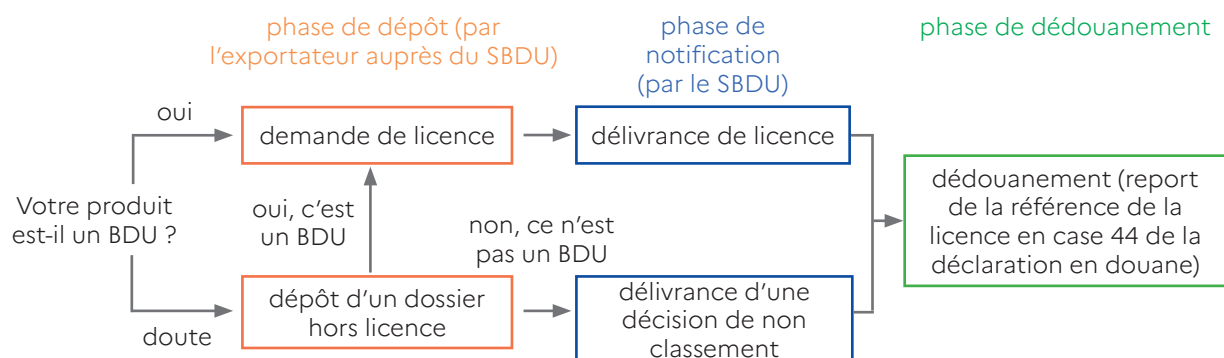 phase de dépôt (par
l'exportateur auprès du SBDU)
phase de
notification
(par le SBDU)
phase de dédouanement
oui
demande de licence
délivrance de licence
Votre produit
est-il un BDU ?
oui, c'est
un BDU
non, ce n'est
pas un BDU
dédouanement (report
de la référence de la
licence en case 44 de la
déclaration en douane)
doute
dépôt d'un dossier
hors licence
délivrance d'une
décision de non
classement